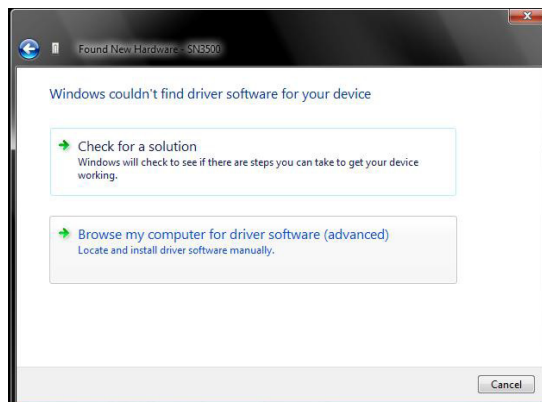 Found New Hardware - SN3500
Windows couldn't find driver software for your device
Check for a solution
Windows will check to see if there are steps you can take to get your device
working.
Browse my computer for driver software (advanced)
Locate and install driver software manually.
Cancel